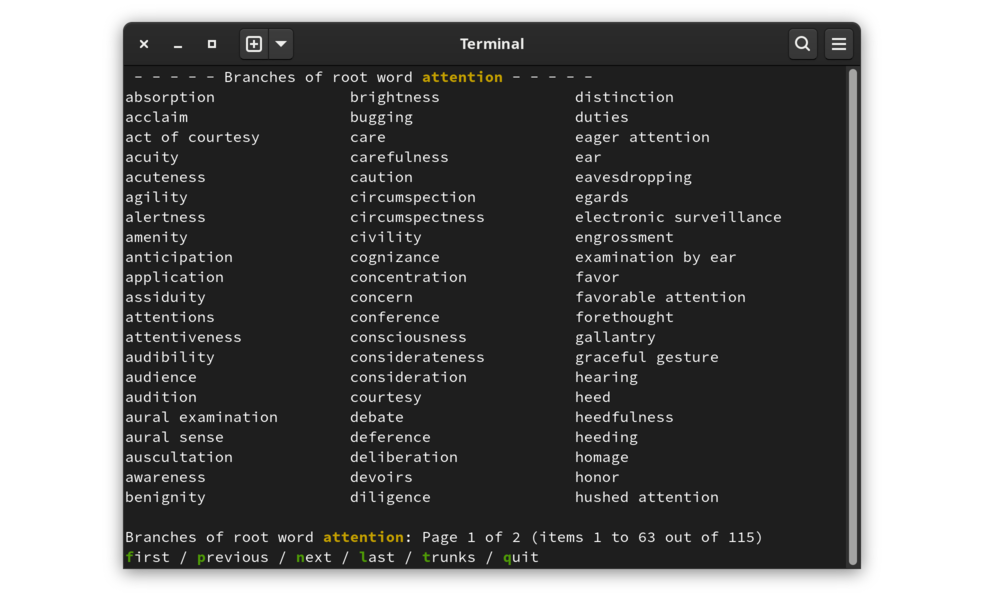 Terminal
- - - - - Branches of root word attention - - - - -
absorption brightness distinction
acclaim bugging duties
act of courtesy care eager attention
acuity carefulness ear
acuteness caution eavesdropping
agility circumspection egards
alertness circumspectness electronic surveillance
amenity civility engrossment
anticipation cognizance examination by ear
application concentration favor
assiduity concern favorable attention
attentions conference forethought
attentiveness consciousness gallantry
audibility considerateness graceful gesture
audience consideration hearing
audition courtesy heed
aural examination debate heedfulness
aural sense deference heeding
auscultation deliberation homage
awareness devoirs honor
benignity diligence hushed attention
Branches of root word attention: Page 1 of 2 (items 1 to 63 out of 115)
first / previous / next / last / trunks / quit